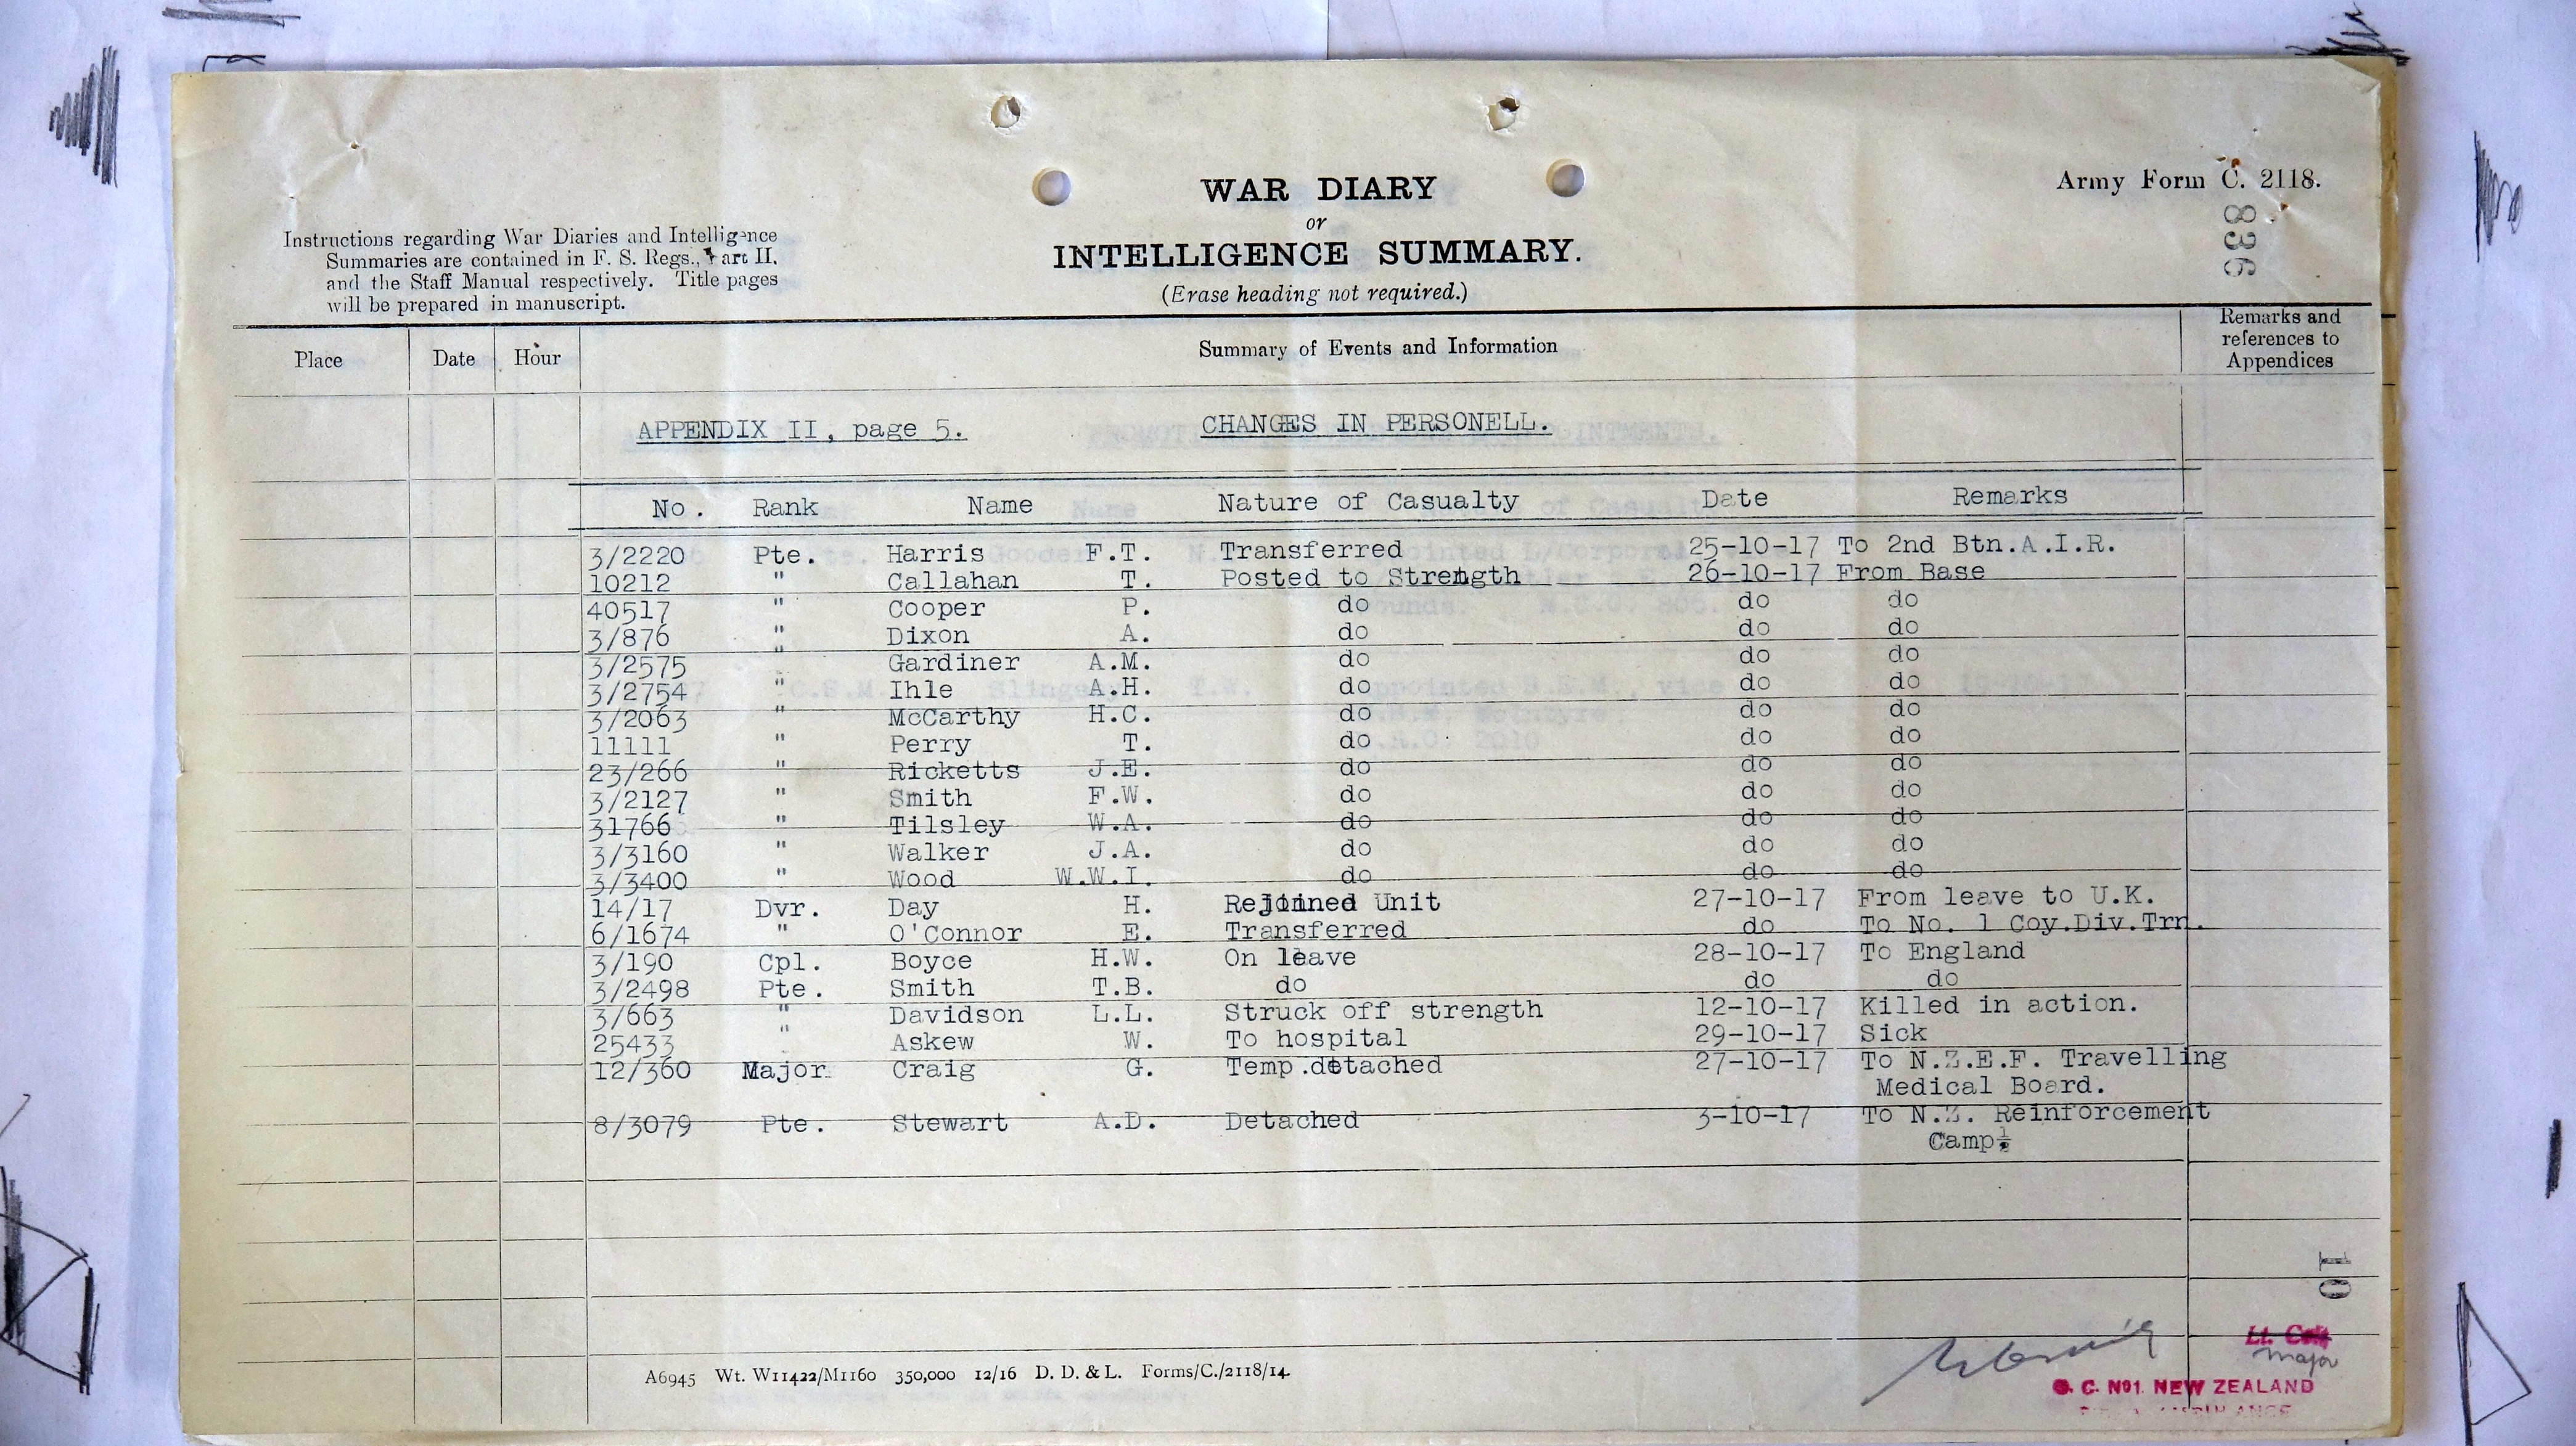 WAR DIARY
or
INTELLIGENCE SUMMARY.
(Erase heading not required.)
Army Form C. 2118.
836
Instructions regarding War Diaries and Intelligence
Summaries are contained in F. S. Regs., Part II.
and the Staff Manual respectively. Title pages
will be prepared in manuscript.
Place Date Hour Summary of Events and Information Remarks and references to Appendices
APPENDIX II, page 5. CHANGES IN PERSONELL.
No. Rank Name Nature of Casualty Date Remarks
3/2220 Pte. Harris F.T. Transferred 25-10-17 To 2nd Btn.A.I.R.
10212 " Callahan T. Posted to Strength 26-10-17 From Base
40517 " Cooper P. do do do
3/876 " Dixon A. do do do
3/2575 " Gardiner A.M. do do do
3/2754 " Ihle A.H. do do do
3/2063 " McCarthy H.C. do do do
11111 " Perry T. do do do
23/266 " Ricketts J.E. do do do
3/2127 " Smith F.W. do do do
31766 " Tilsley W.A. do do do
3/3160 " Walker J.A. do do do
3/3400 " Wood W.W.I. do do do
14/17 Dvr. Day H. Rejoined Unit 27-10-17 From leave to U.K.
6/1674 " O'Connor E. Transferred do To No. 1 Coy.Div.Trn.
3/190 Cpl. Boyce H.W. On leave 28-10-17 To England
3/2498 Pte. Smith T.B. do do do
3/663 " Davidson L.L. Struck off strength 12-10-17 Killed in action.
25433 " Askew W. To hospital 29-10-17 Sick
12/360 Major Craig G. Temp.detached 27-10-17 To N.Z.E.F. Travelling
Medical Board.
8/3079 Pte. Stewart A.D. Detached 3-10-17 To N.Z. Reinforcement
Camp
10
Lt. Col.
Major
O. C. No1. NEW ZEALAND
A6945 Wt. W11422/M1160 350,000 12/16 D. D. & L. Forms/C./2118/14.